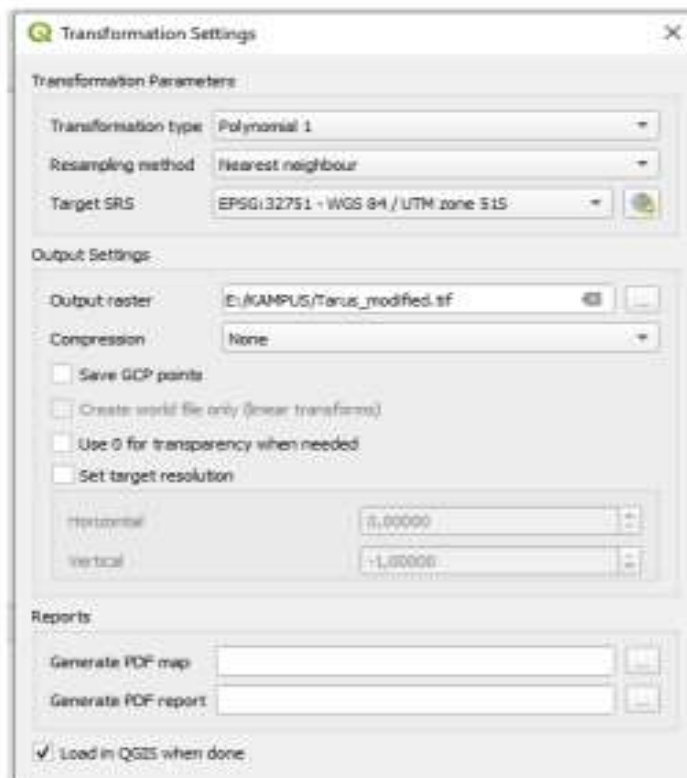 Transformation Settings
Transformation Parameters
Transformation type Polynomial 1
Resampling method Nearest neighbour
Target SRS EPSG:32751 - WGS 84 / UTM zone 51S
Output Settings
Output raster E:/KAMPUS/Tarus_modified.tif
...
Compression None
Save GCP points
Create world file only (linear transforms)
Use 0 for transparency when needed
Set target resolution
Horizontal 0,00000
Vertical -1,00000
Reports
Generate PDF map
...
Generate PDF report
...
Load in QGIS when done